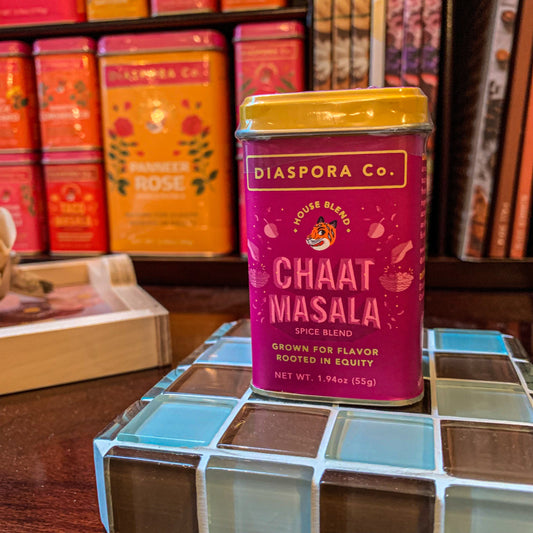 DIASPORA Co.
PANNEER
ROSE
DIASPORA Co.
HOUSE BLEND
CHAAT
MASALA
SPICE BLEND
GROWN FOR FLAVOR
ROOTED IN EQUITY
NET WT. 1.94oz (55g)